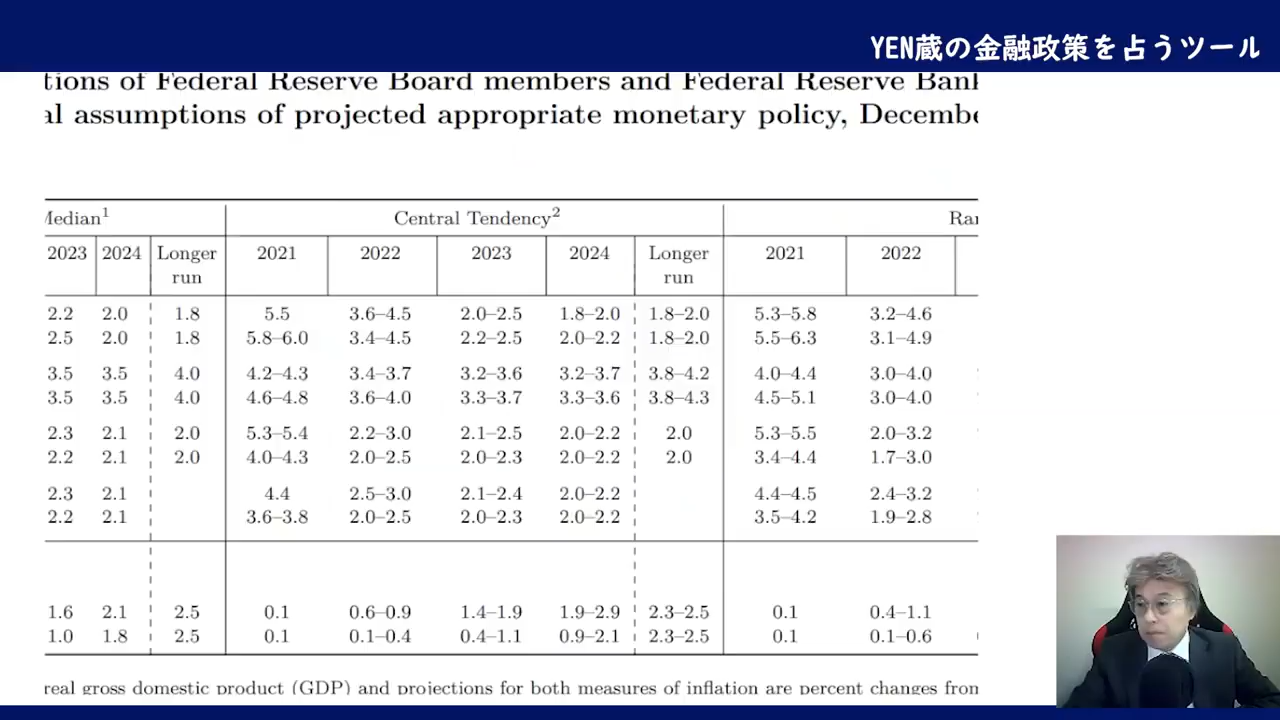 YEN蔵の金融政策を占うツール
tions of Federal Reserve Board members and Federal Reserve Bank
al assumptions of projected appropriate monetary policy, Decembe
Median1 Central Tendency2 Ran
2023 2024 Longer run 2021 2022 2023 2024 Longer run 2021 2022
2.2 2.0 1.8 5.5 3.6–4.5 2.0–2.5 1.8–2.0 1.8–2.0 5.3–5.8 3.2–4.6
2.5 2.0 1.8 5.8–6.0 3.4–4.5 2.2–2.5 2.0–2.2 1.8–2.0 5.5–6.3 3.1–4.9
3.5 3.5 4.0 4.2–4.3 3.4–3.7 3.2–3.6 3.2–3.7 3.8–4.2 4.0–4.4 3.0–4.0
3.5 3.5 4.0 4.6–4.8 3.6–4.0 3.3–3.7 3.3–3.6 3.8–4.3 4.5–5.1 3.0–4.0
2.3 2.1 2.0 5.3–5.4 2.2–3.0 2.1–2.5 2.0–2.2 2.0 5.3–5.5 2.0–3.2
2.2 2.1 2.0 4.0–4.3 2.0–2.5 2.0–2.3 2.0–2.2 2.0 3.4–4.4 1.7–3.0
2.3 2.1 4.4 2.5–3.0 2.1–2.4 2.0–2.2 4.4–4.5 2.4–3.2
2.2 2.1 3.6–3.8 2.0–2.5 2.0–2.3 2.0–2.2 3.5–4.2 1.9–2.8
1.6 2.1 2.5 0.1 0.6–0.9 1.4–1.9 1.9–2.9 2.3–2.5 0.1 0.4–1.1
1.0 1.8 2.5 0.1 0.1–0.4 0.4–1.1 0.9–2.1 2.3–2.5 0.1 0.1–0.6
real gross domestic product (GDP) and projections for both measures of inflation are percent changes from